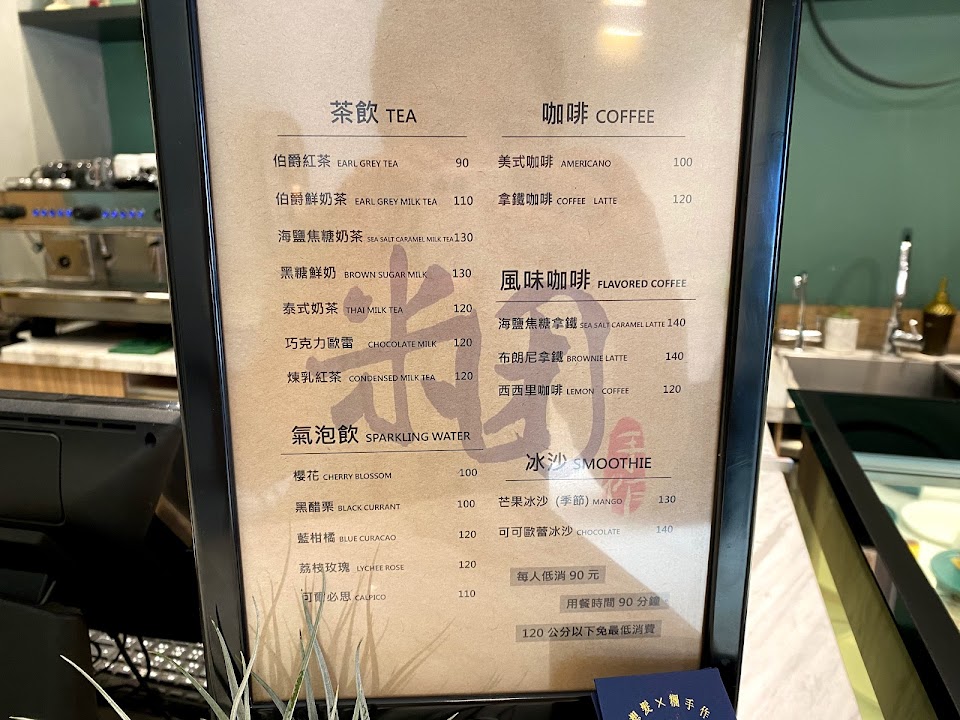 茶飲 TEA
伯爵紅茶 EARL GREY TEA 90
伯爵鮮奶茶 EARL GREY MILK TEA 110
海鹽焦糖奶茶 SEA SALT CARAMEL MILK TEA 130
黑糖鮮奶 BROWN SUGAR MILK 130
泰式奶茶 THAI MILK TEA 120
巧克力歐蕾 CHOCOLATE MILK 120
煉乳紅茶 CONDENSED MILK TEA 120
氣泡飲 SPARKLING WATER
櫻花 CHERRY BLOSSOM 100
黑醋栗 BLACK CURRANT 100
藍柑橘 BLUE CURACAO 120
荔枝玫瑰 LYCHEE ROSE 120
可爾必思 CALPICO 110
咖啡 COFFEE
美式咖啡 AMERICANO 100
拿鐵咖啡 COFFEE LATTE 120
風味咖啡 FLAVORED COFFEE
海鹽焦糖拿鐵 SEA SALT CARAMEL LATTE 140
布朗尼拿鐵 BROWNIE LATTE 140
西西里咖啡 LEMON COFFEE 120
冰沙 SMOOTHIE
芒果冰沙 (季節) MANGO 130
可可歐蕾冰沙 CHOCOLATE 140
每人低消 90 元
用餐時間 90 分鐘
120 公分以下免最低消費
手作